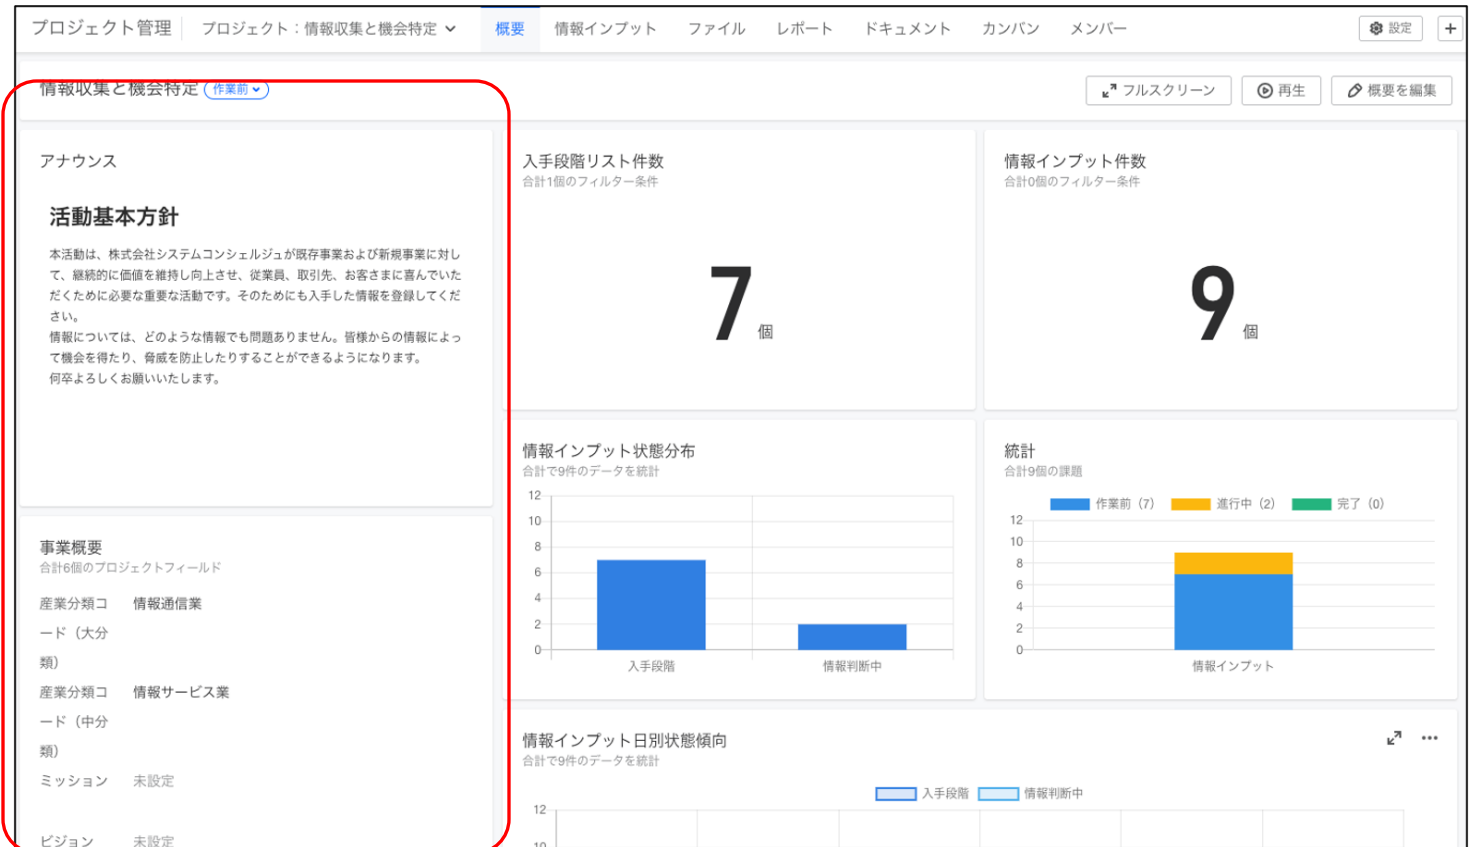 プロジェクト管理
プロジェクト：情報収集と機会特定
概要
情報インプット
ファイル
レポート
ドキュメント
カンバン
メンバー
設定
情報収集と機会特定
作業前
フルスクリーン
再生
概要を編集
アナウンス
活動基本方針
本活動は、株式会社システムコンシェルジュが既存事業および新規事業に対し
て、継続的に価値を維持し向上させ、従業員、取引先、お客さまに喜んでいた
だくために必要な重要な活動です。そのためにも入手した情報を登録してくだ
さい。
情報については、どのような情報でも問題ありません。皆様からの情報によっ
て機会を得たり、脅威を防止したりすることができるようになります。
何卒よろしくお願いいたします。
入手段階リスト件数
合計1個のフィルター条件
7 個
情報インプット件数
合計0個のフィルター条件
9 個
情報インプット状態分布
合計で9件のデータを統計
12
10
8
6
4
2
0
入手段階
情報判断中
統計
合計9個の課題
作業前（7）
進行中（2）
完了（0）
12
10
8
6
4
2
0
情報インプット
事業概要
合計6個のプロジェクトフィールド
産業分類コ 情報通信業
ード（大分
類）
産業分類コ 情報サービス業
ード（中分
類）
ミッション 未設定
ビジョン 未設定
情報インプット日別状態傾向
合計で9件のデータを統計
入手段階
情報判断中
12
10